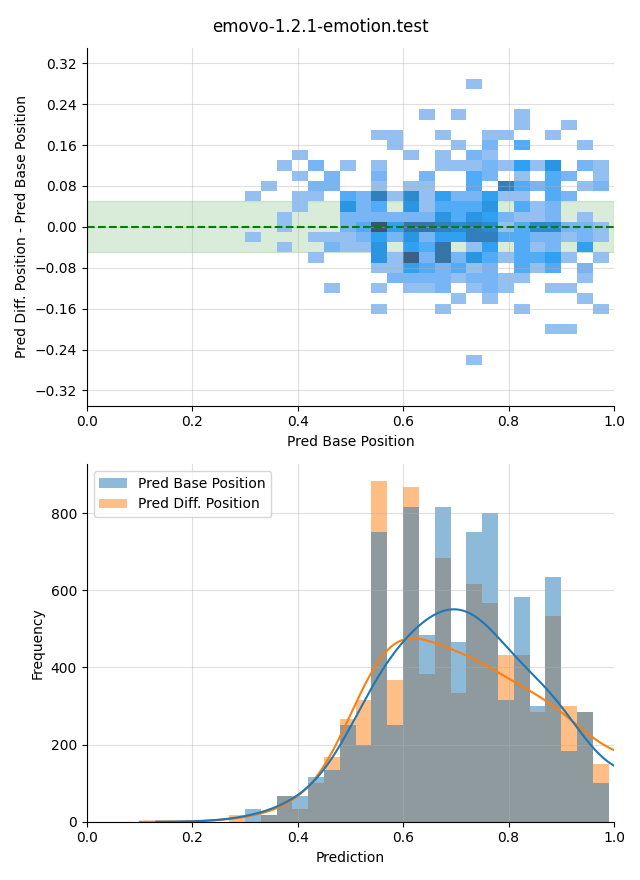 emovo-1.2.1-emotion.test
Pred Diff. Position - Pred Base Position
0.32
0.24
0.16
0.08
0.00
−0.08
−0.16
−0.24
−0.32
0.0 0.2 0.4 0.6 0.8 1.0
Pred Base Position
Pred Base Position
Pred Diff. Position
Frequency
800
600
400
200
0
0.0 0.2 0.4 0.6 0.8 1.0
Prediction